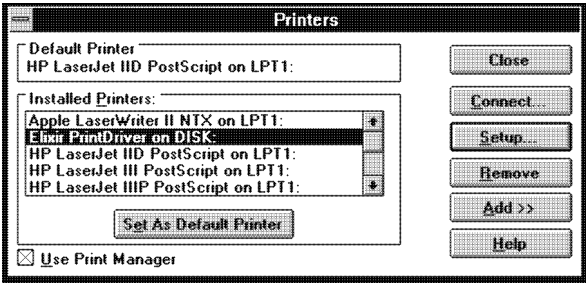 Printers
Default Printer
HP LaserJet IID PostScript on LPT1:
Installed Printers:
Apple LaserWriter II NTX on LPT1:
Elixir PrintDriver on DISK:
HP LaserJet IID PostScript on LPT1:
HP LaserJet III PostScript on LPT1:
HP LaserJet IIIP PostScript on LPT1:
Set As Default Printer
Use Print Manager
Close
Connect...
Setup...
Remove
Add >>
Help